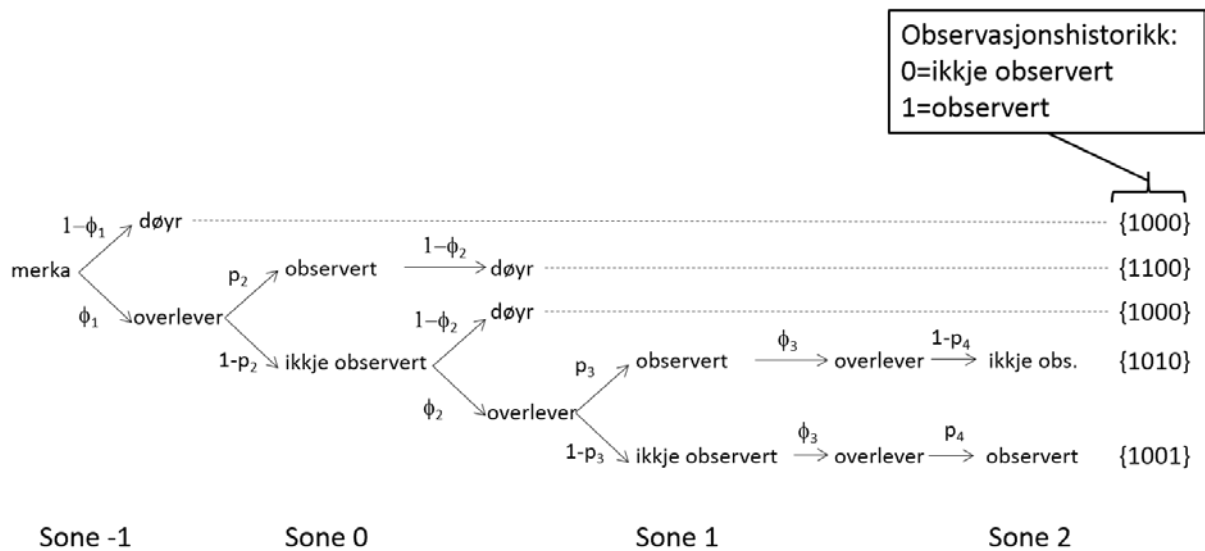 Observasjonshistorikk:
0=ikkje observert
1=observert
1−ϕ₁ døyr {1000}
merka p₂ observert 1−ϕ₂ døyr {1100}
ϕ₁ overlever 1−ϕ₂ døyr {1000}
1-p₂ ikkje observert p₃ observert ϕ₃ overlever 1-p₄ ikkje obs. {1010}
ϕ₂ overlever
1-p₃ ikkje observert ϕ₃ overlever p₄ observert {1001}
Sone -1 Sone 0 Sone 1 Sone 2